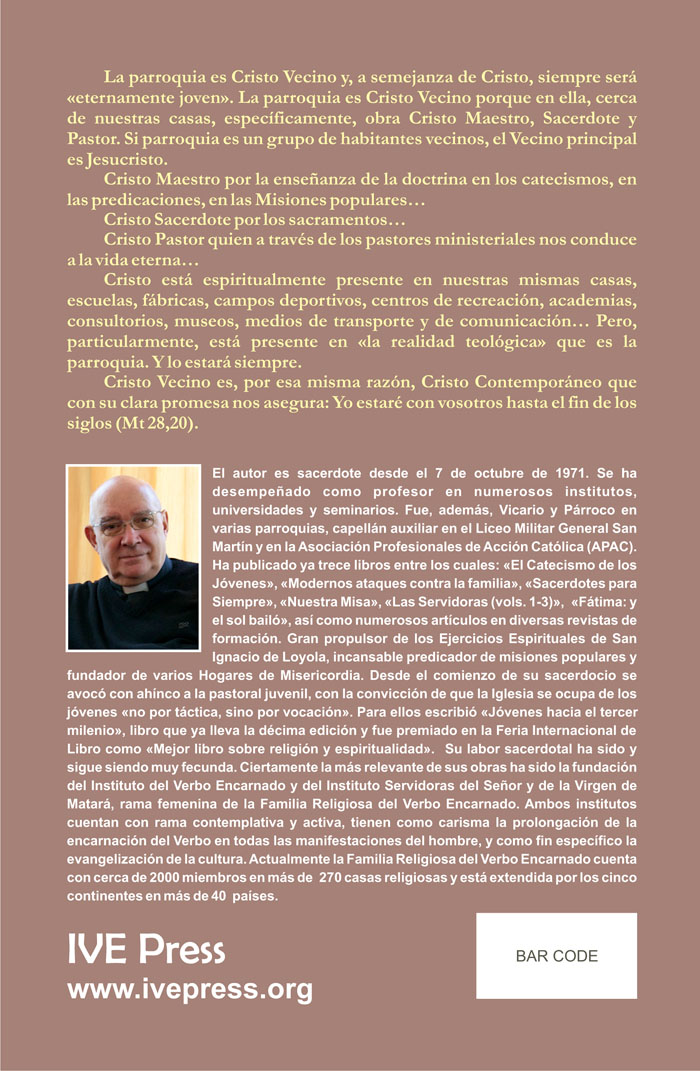 La parroquia es Cristo Vecino y, a semejanza de Cristo, siempre será
«eternamente joven». La parroquia es Cristo Vecino porque en ella, cerca
de nuestras casas, específicamente, obra Cristo Maestro, Sacerdote y
Pastor. Si parroquia es un grupo de habitantes vecinos, el Vecino principal
es Jesucristo.
Cristo Maestro por la enseñanza de la doctrina en los catecismos, en
las predicaciones, en las Misiones populares…
Cristo Sacerdote por los sacramentos…
Cristo Pastor quien a través de los pastores ministeriales nos conduce
a la vida eterna…
Cristo está espiritualmente presente en nuestras mismas casas,
escuelas, fábricas, campos deportivos, centros de recreación, academias,
consultorios, museos, medios de transporte y de comunicación… Pero,
particularmente, está presente en «la realidad teológica» que es la
parroquia. Y lo estará siempre.
Cristo Vecino es, por esa misma razón, Cristo Contemporáneo que
con su clara promesa nos asegura: Yo estaré con vosotros hasta el fin de los
siglos (Mt 28,20).
El autor es sacerdote desde el 7 de octubre de 1971. Se ha
desempeñado como profesor en numerosos institutos,
universidades y seminarios. Fue, además, Vicario y Párroco en
varias parroquias, capellán auxiliar en el Liceo Militar General San
Martín y en la Asociación Profesionales de Acción Católica (APAC).
Ha publicado ya trece libros entre los cuales: «El Catecismo de los
Jóvenes», «Modernos ataques contra la familia», «Sacerdotes para
Siempre», «Nuestra Misa», «Las Servidoras (vols. 1-3)», «Fátima: y
el sol bailó», así como numerosos artículos en diversas revistas de
formación. Gran propulsor de los Ejercicios Espirituales de San
Ignacio de Loyola, incansable predicador de misiones populares y
fundador de varios Hogares de Misericordia. Desde el comienzo de su sacerdocio se
avocó con ahínco a la pastoral juvenil, con la convicción de que la Iglesia se ocupa de los
jóvenes «no por táctica, sino por vocación». Para ellos escribió «Jóvenes hacia el tercer
milenio», libro que ya lleva la décima edición y fue premiado en la Feria Internacional de
Libro como «Mejor libro sobre religión y espiritualidad». Su labor sacerdotal ha sido y
sigue siendo muy fecunda. Ciertamente la más relevante de sus obras ha sido la fundación
del Instituto del Verbo Encarnado y del Instituto Servidoras del Señor y de la Virgen de
Matará, rama femenina de la Familia Religiosa del Verbo Encarnado. Ambos institutos
cuentan con rama contemplativa y activa, tienen como carisma la prolongación de la
encarnación del Verbo en todas las manifestaciones del hombre, y como fin específico la
evangelización de la cultura. Actualmente la Familia Religiosa del Verbo Encarnado cuenta
con cerca de 2000 miembros en más de 270 casas religiosas y está extendida por los cinco
continentes en más de 40 paises.
IVE Press
www.ivepress.org
BAR CODE